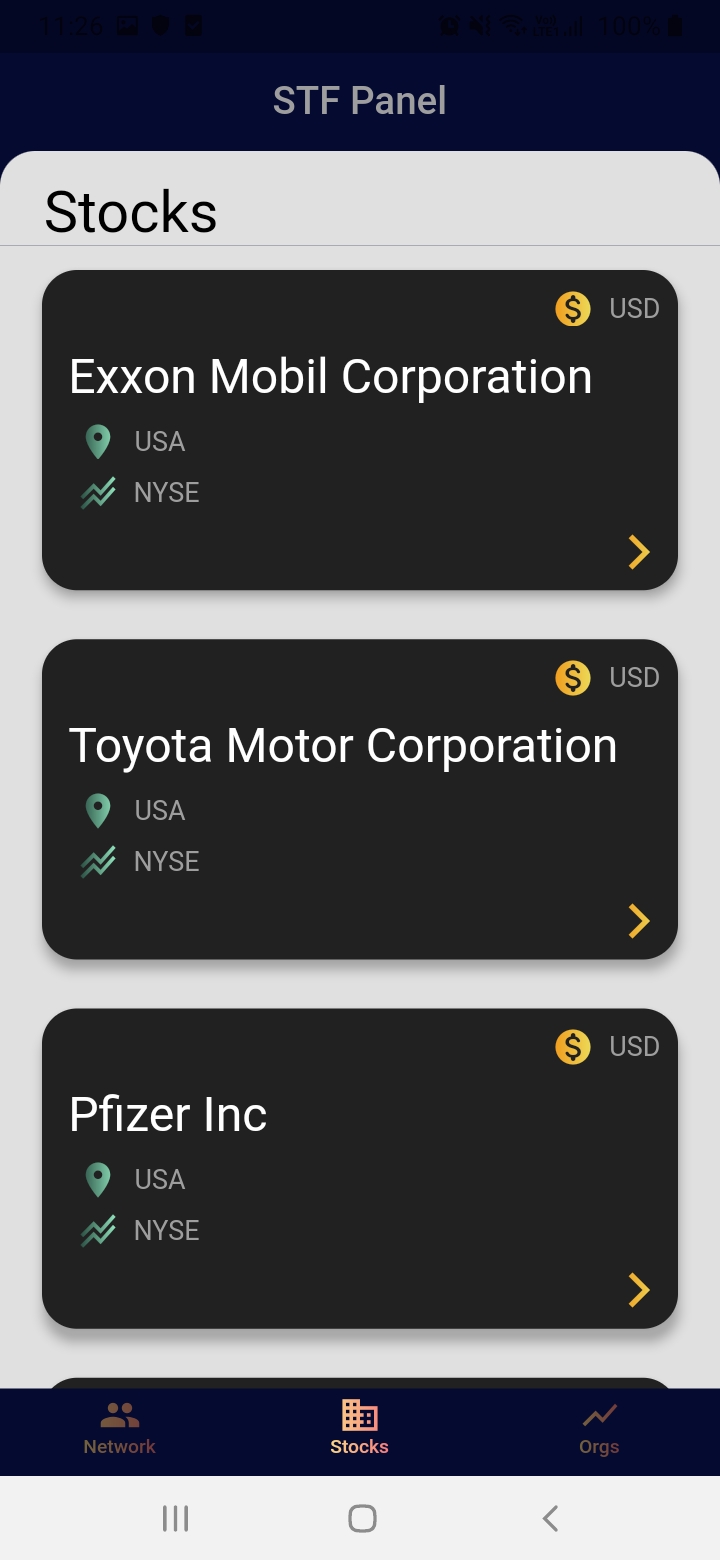 11:26 100%
STF Panel
Stocks
USD
Exxon Mobil Corporation
USA
NYSE
USD
Toyota Motor Corporation
USA
NYSE
USD
Pfizer Inc
USA
NYSE
Network Stocks Orgs